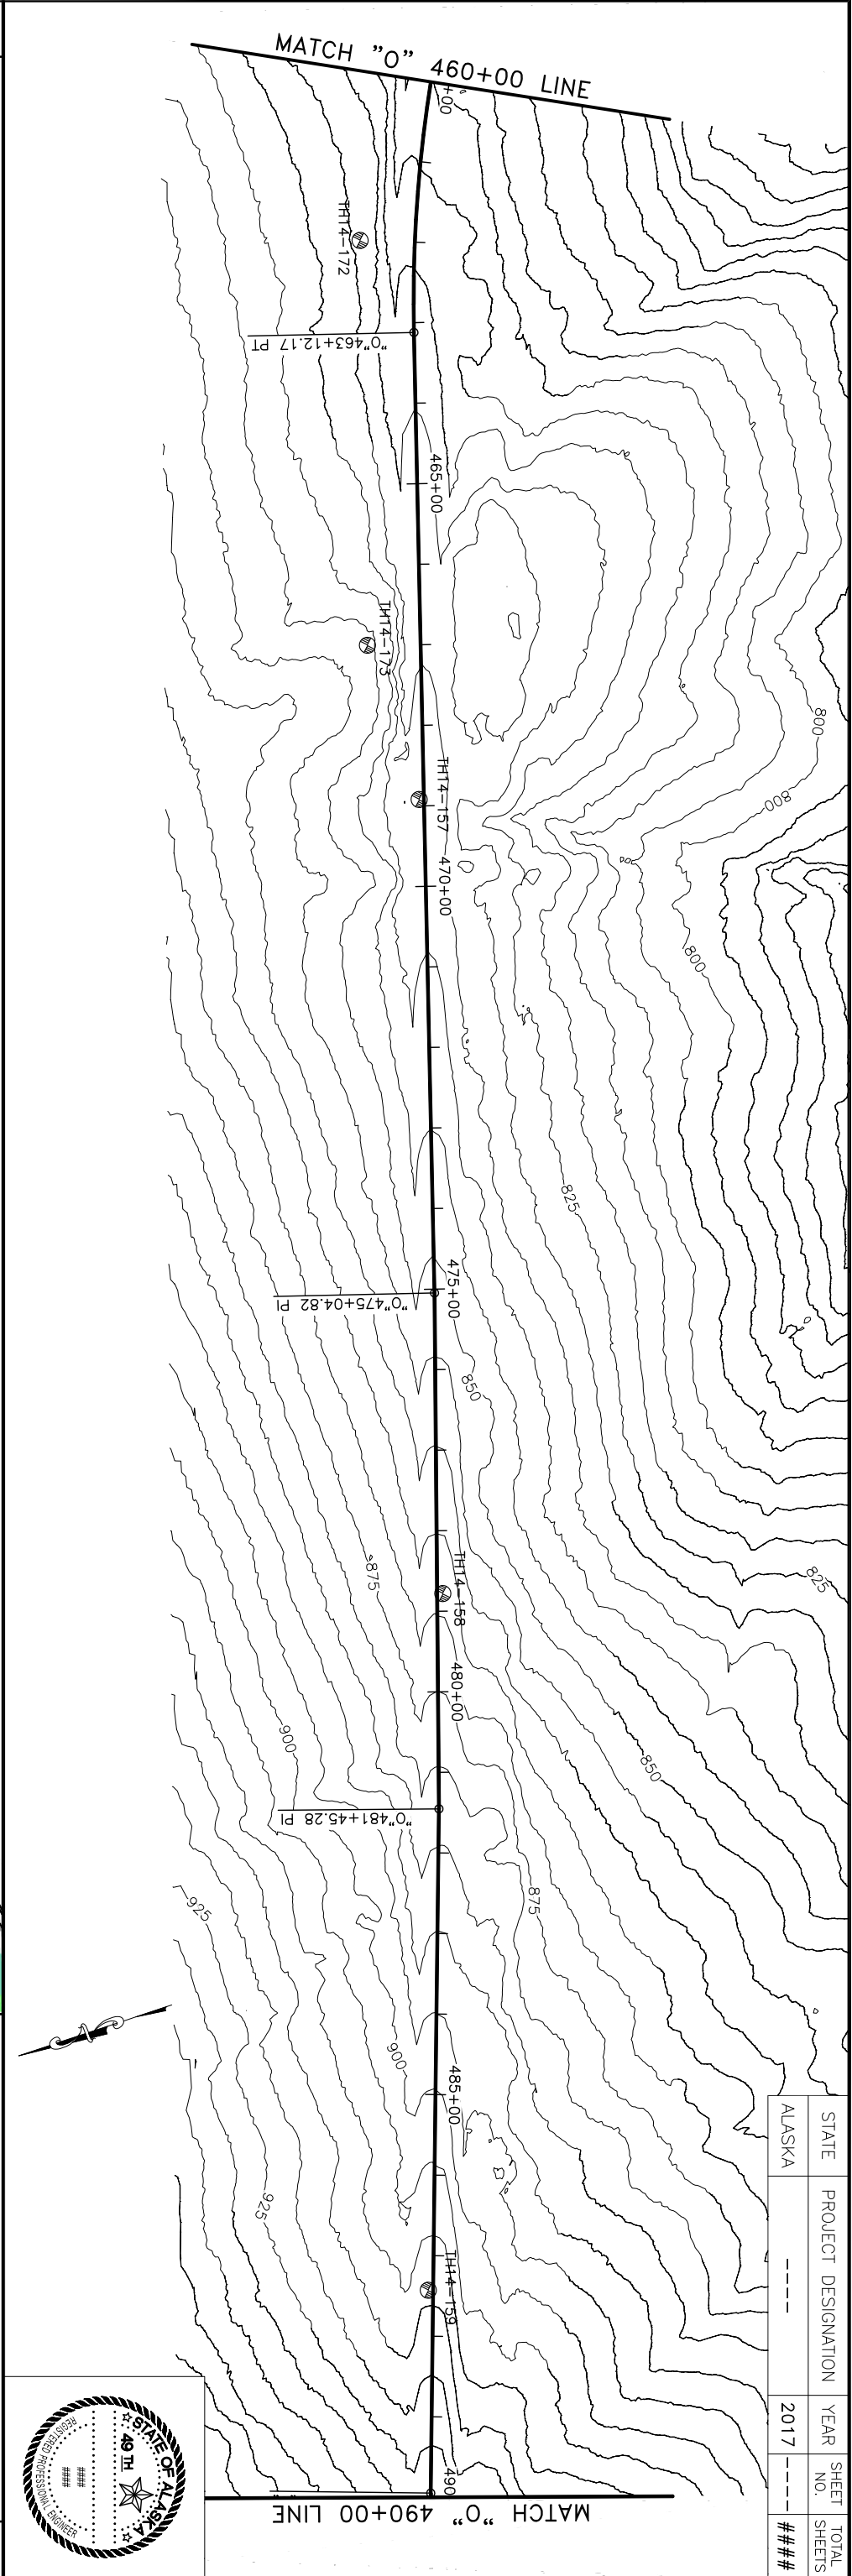 MATCH "O" 460+00 LINE
+00
TH14-172
"O"463+12.17 PT
465+00
TH14-173
800
800
TH14-157
470+00
800
825
475+00
"O"475+04.82 PI
850
875
TH14-158
825
480+00
900
850
"O"481+45.28 PI
925
875
900
485+00
925
TH14-159
490
MATCH "O" 490+00 LINE
STATE PROJECT DESIGNATION YEAR SHEET NO. TOTAL SHEETS
ALASKA ---- 2017 ---- ####
STATE OF ALASKA
49 TH
####
####
REGISTERED PROFESSIONAL ENGINEER